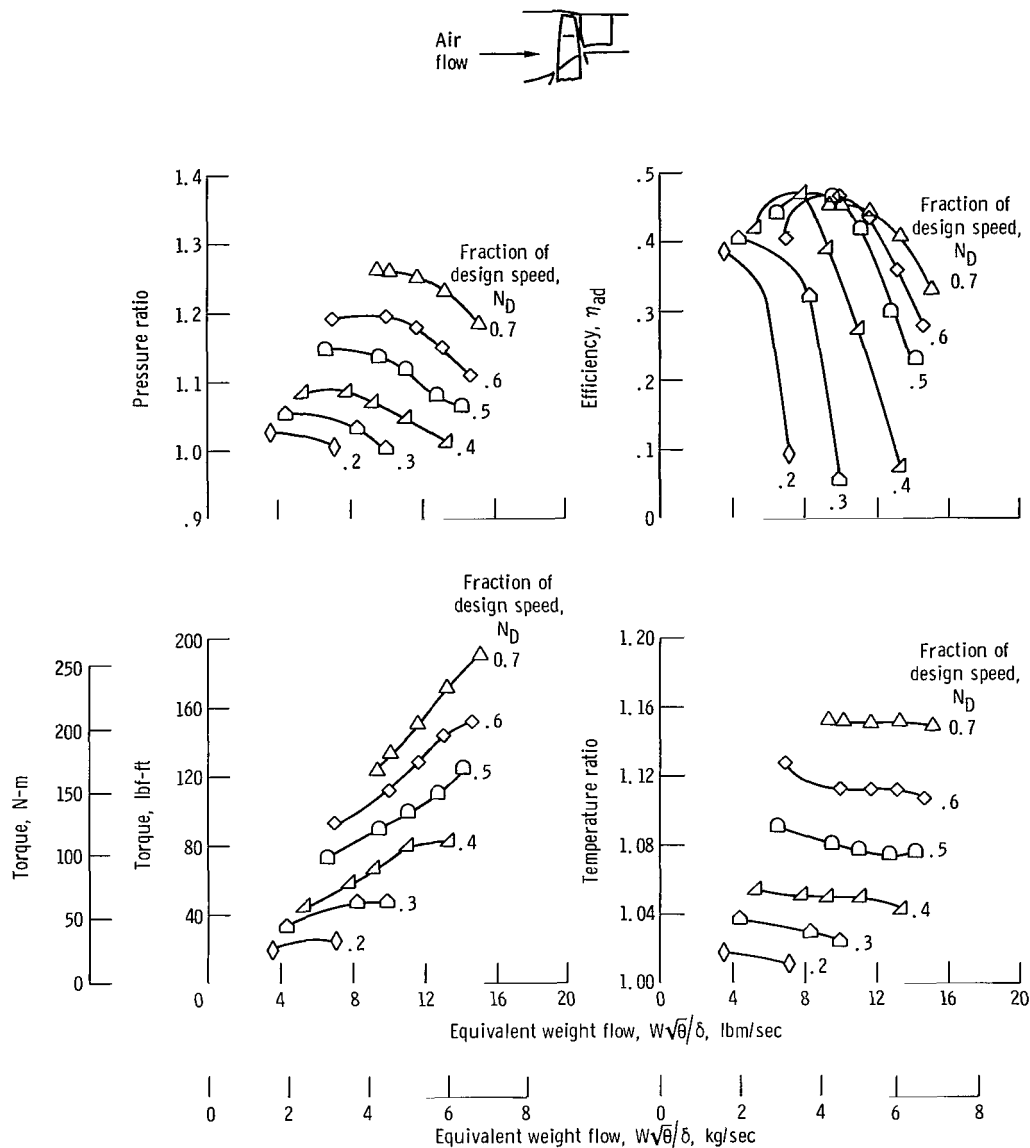 Air
flow
Pressure ratio
1.4
1.3
1.2
1.1
1.0
.9
Fraction of
design speed,
N_D
0.7
.6
.5
.4
.3
.2
Efficiency, η_ad
.5
.4
.3
.2
.1
0
Fraction of
design speed,
N_D
0.7
.6
.5
.4
.3
.2
Torque, N-m
250
200
150
100
50
0
Torque, lbf-ft
200
160
120
80
40
Fraction of
design speed,
N_D
0.7
.6
.5
.4
.3
.2
0 4 8 12 16 20
Temperature ratio
1.20
1.16
1.12
1.08
1.04
1.00
Fraction of
design speed,
N_D
0.7
.6
.5
.4
.3
.2
0 4 8 12 16 20
Equivalent weight flow, W√θ/δ, lbm/sec
0 2 4 6 8
0 2 4 6 8
Equivalent weight flow, W√θ/δ, kg/sec